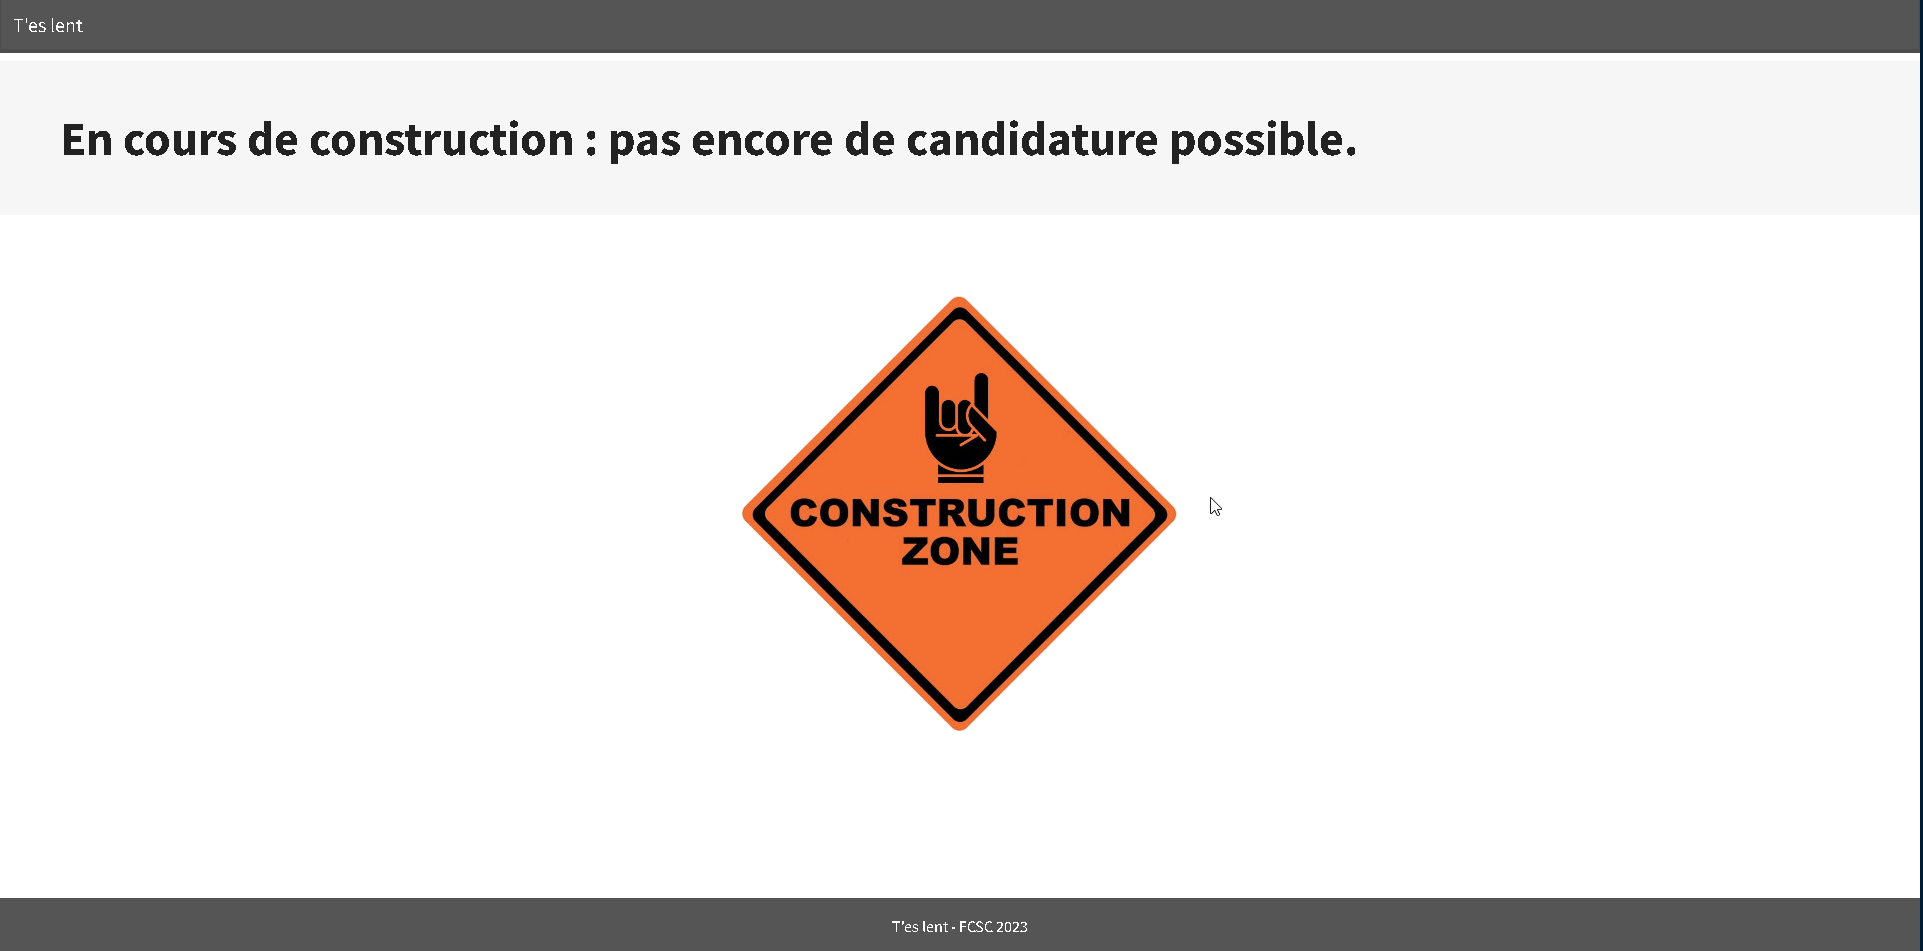 T'es lent
En cours de construction : pas encore de candidature possible.
CONSTRUCTION
ZONE
T'es lent - FCSC 2023